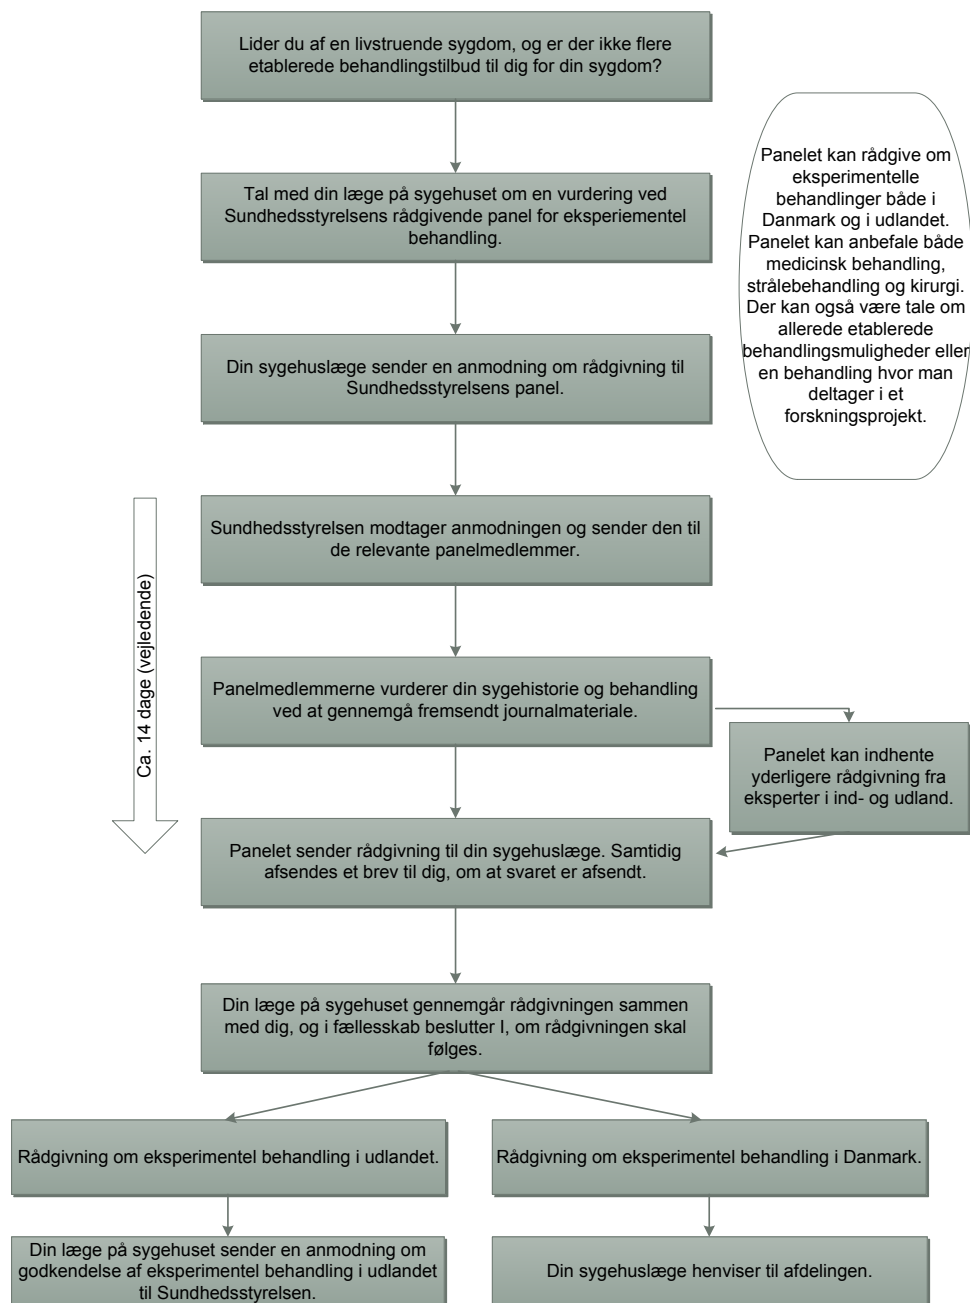 Lider du af en livstruende sygdom, og er der ikke flere
etablerede behandlingstilbud til dig for din sygdom?
Tal med din læge på sygehuset om en vurdering ved
Sundhedsstyrelsens rådgivende panel for eksperiementel
behandling.
Panelet kan rådgive om
eksperimentelle
behandlinger både i
Danmark og i udlandet.
Panelet kan anbefale både
medicinsk behandling,
strålebehandling og kirurgi.
Der kan også være tale om
allerede etablerede
behandlingsmuligheder eller
en behandling hvor man
deltager i et
forskningsprojekt.
Din sygehuslæge sender en anmodning om rådgivning til
Sundhedsstyrelsens panel.
Sundhedsstyrelsen modtager anmodningen og sender den til
de relevante panelmedlemmer.
Ca. 14 dage (vejledende)
Panelmedlemmerne vurderer din sygehistorie og behandling
ved at gennemgå fremsendt journalmateriale.
Panelet kan indhente
yderligere rådgivning fra
eksperter i ind- og udland.
Panelet sender rådgivning til din sygehuslæge. Samtidig
afsendes et brev til dig, om at svaret er afsendt.
Din læge på sygehuset gennemgår rådgivningen sammen
med dig, og i fællesskab beslutter I, om rådgivningen skal
følges.
Rådgivning om eksperimentel behandling i udlandet.
Rådgivning om eksperimentel behandling i Danmark.
Din læge på sygehuset sender en anmodning om
godkendelse af eksperimentel behandling i udlandet
til Sundhedsstyrelsen.
Din sygehuslæge henviser til afdelingen.